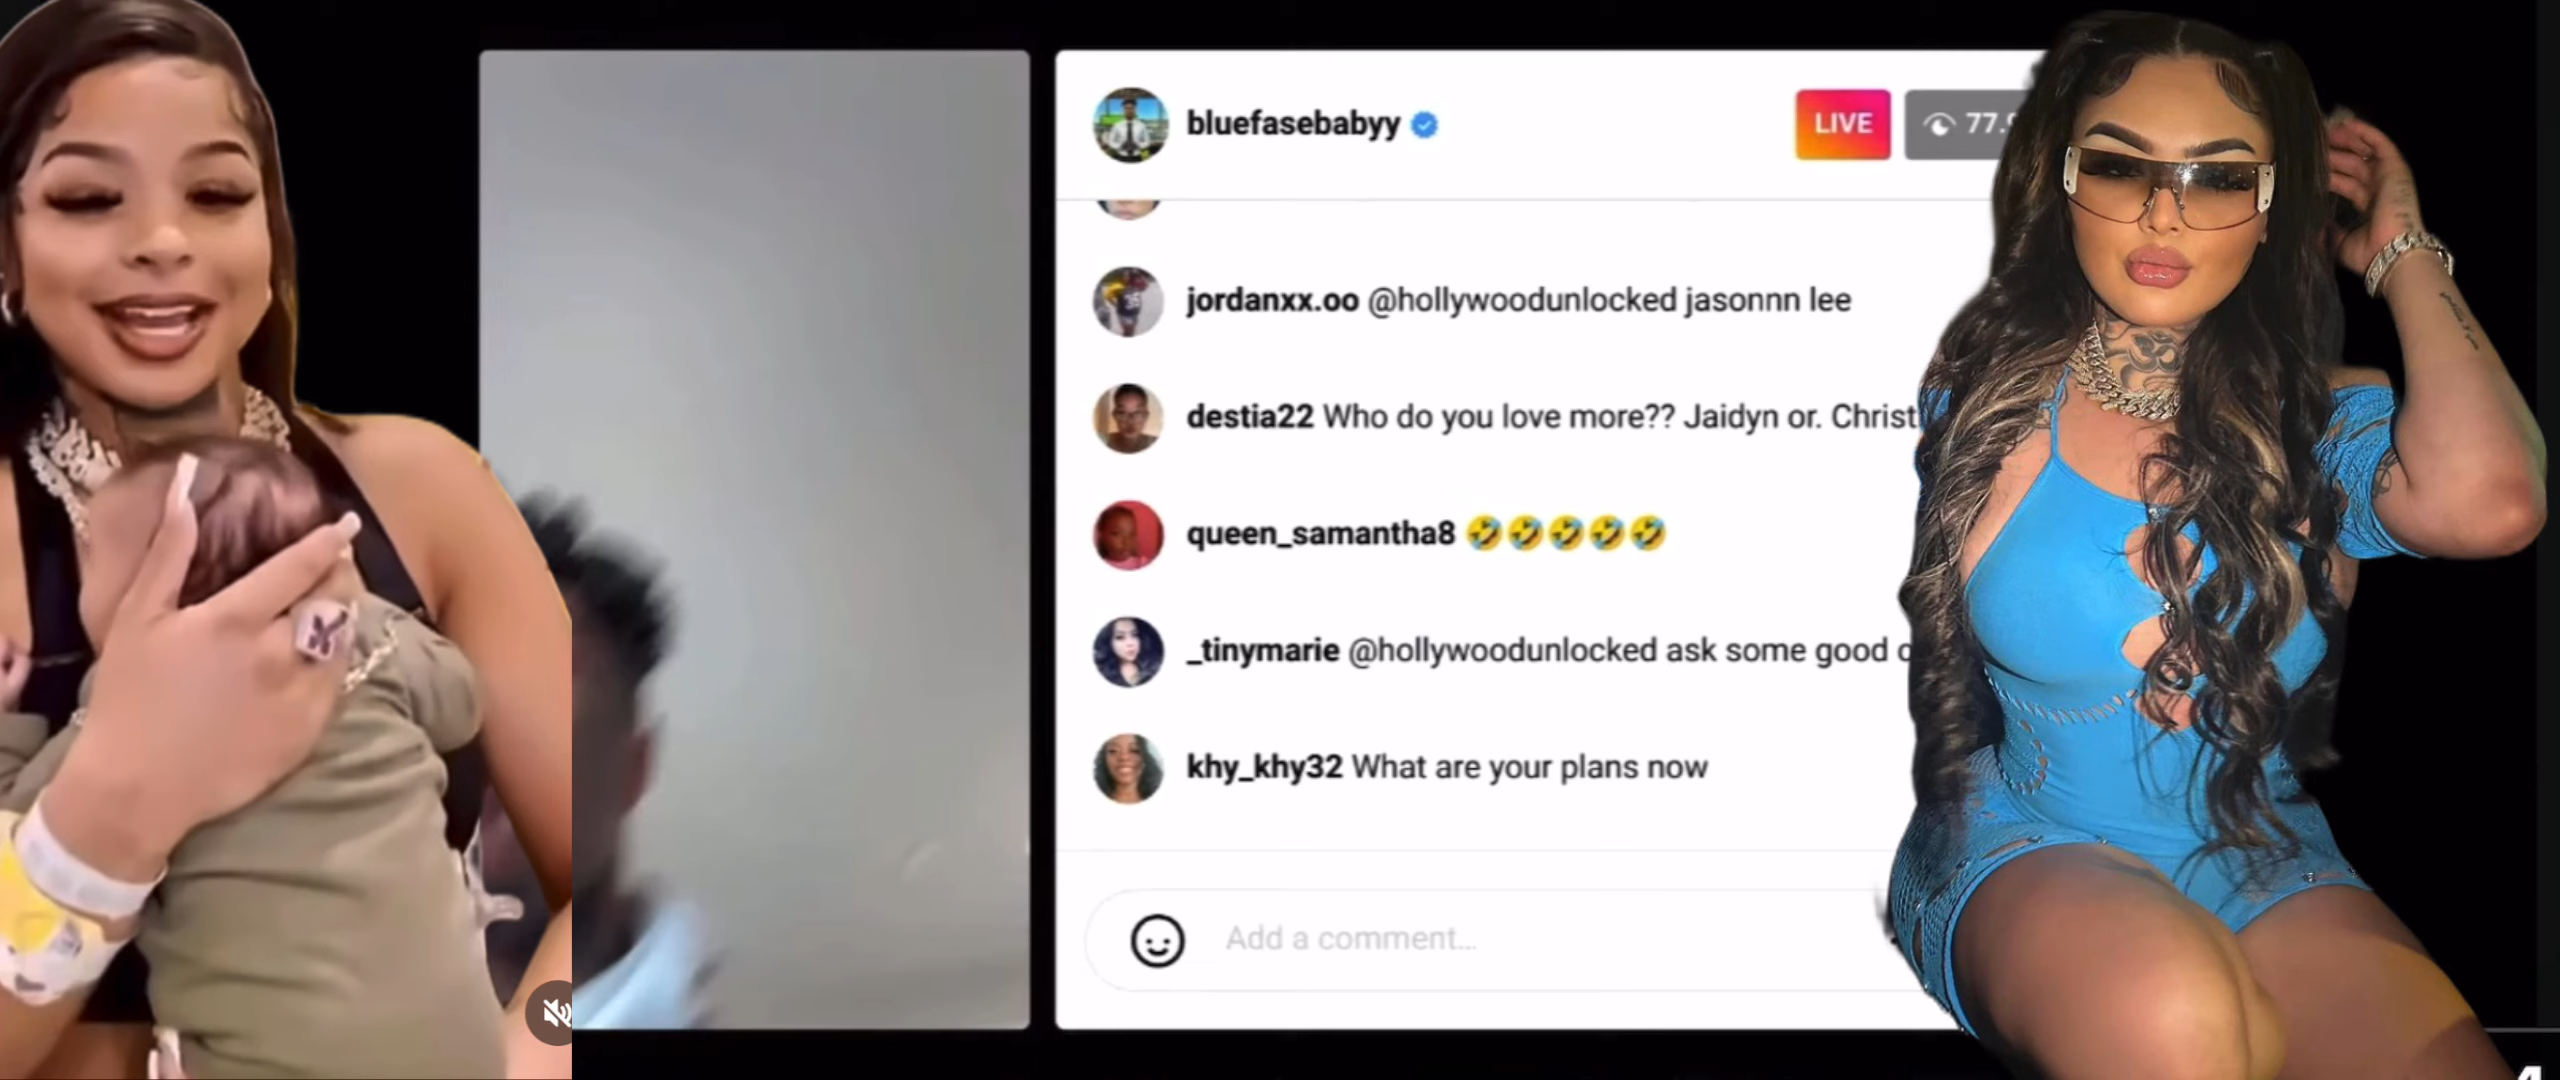 bluefasebabyy
LIVE 77.9
jordanxx.oo @hollywoodunlocked jasonnn lee
destia22 Who do you love more?? Jaidyn or. Christ
queen_samantha8 🤣🤣🤣🤣🤣
_tinymarie @hollywoodunlocked ask some good
khy_khy32 What are your plans now
Add a comment...